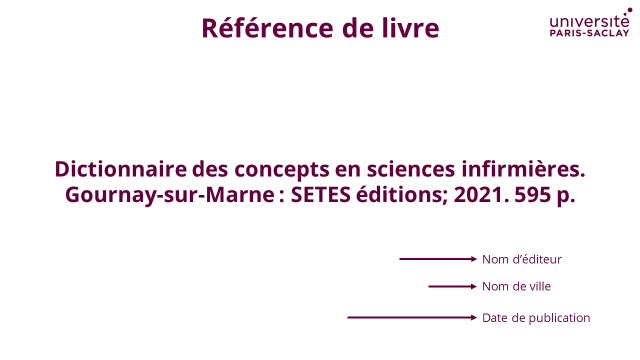 Référence de livre
université
PARIS-SACLAY
Dictionnaire des concepts en sciences infirmières.
Gournay-sur-Marne : SETES éditions; 2021. 595 p.
Nom d’éditeur
Nom de ville
Date de publication